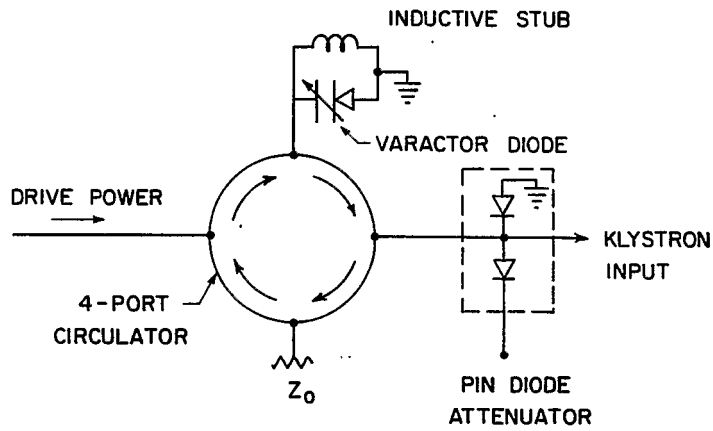 INDUCTIVE STUB
VARACTOR DIODE
DRIVE POWER
4-PORT
CIRCULATOR
Z₀
KLYSTRON
INPUT
PIN DIODE
ATTENUATOR